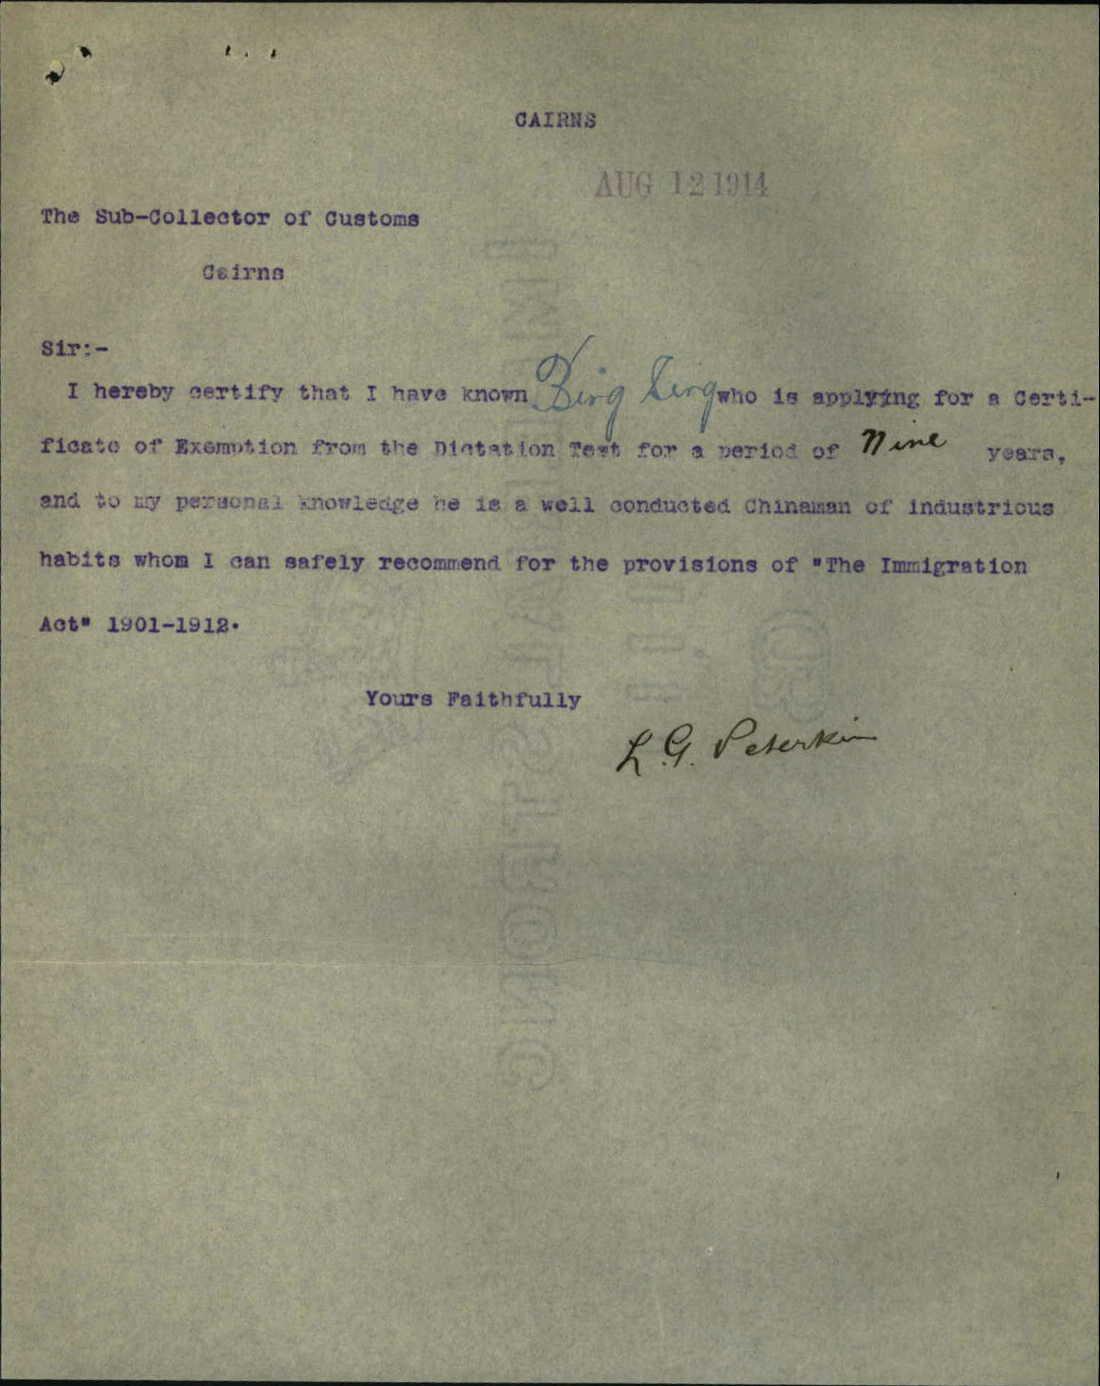 CAIRNS
AUG 12 1914
The Sub-Collector of Customs
Cairns
Sir:-
I hereby certify that I have known Bing Sing who is applying for a Certi-
ficate of Exemption from the Dictation Test for a period of Nine years,
and to my personal knowledge he is a well conducted Chinaman of industrious
habits whom I can safely recommend for the provisions of "The Immigration
Act" 1901-1912.
Yours Faithfully
L. G. Peterkin